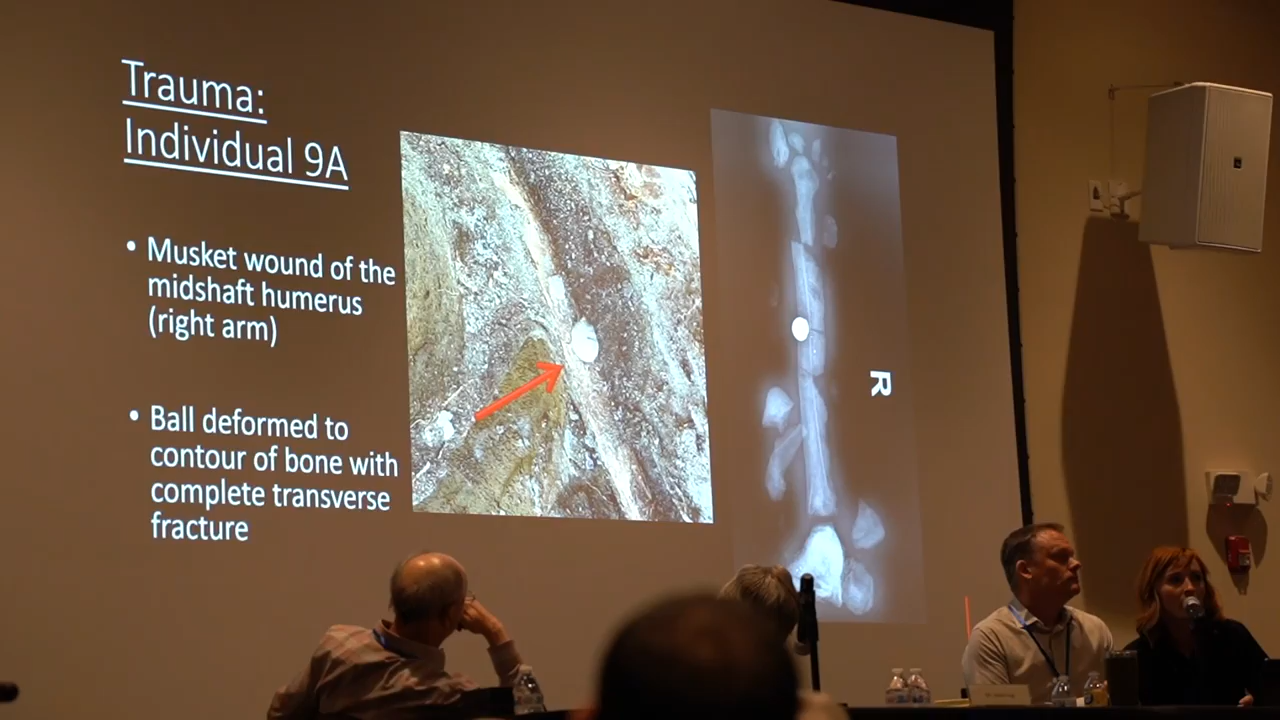 Trauma:
Individual 9A
• Musket wound of the
midshaft humerus
(right arm)
• Ball deformed to
contour of bone with
complete transverse
fracture
R